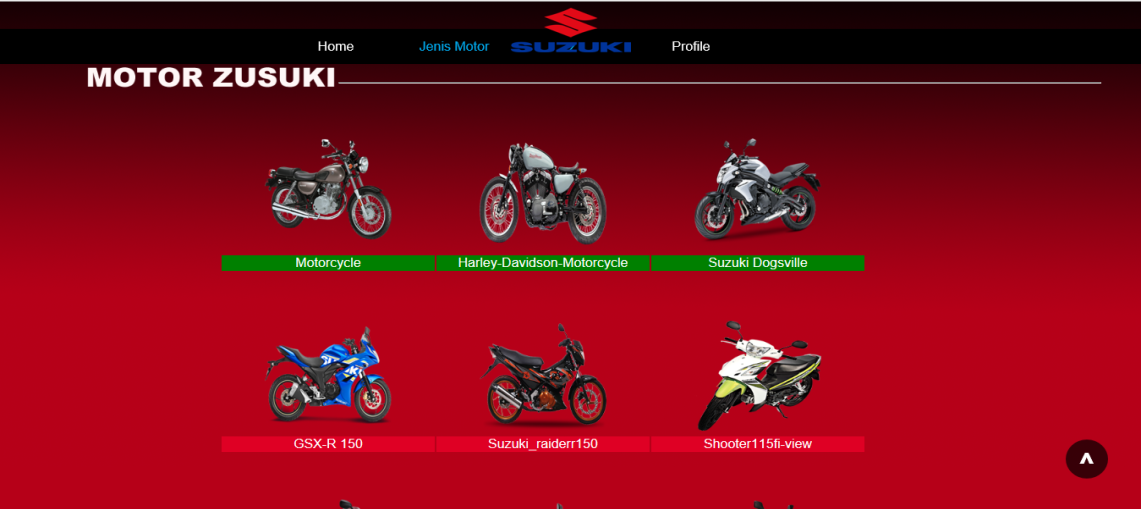 Home
Jenis Motor
SUZUKI
Profile
MOTOR ZUSUKI
Motorcycle
Harley-Davidson-Motorcycle
Suzuki Dogsville
GSX-R 150
Suzuki_raiderr150
Shooter115fi-view